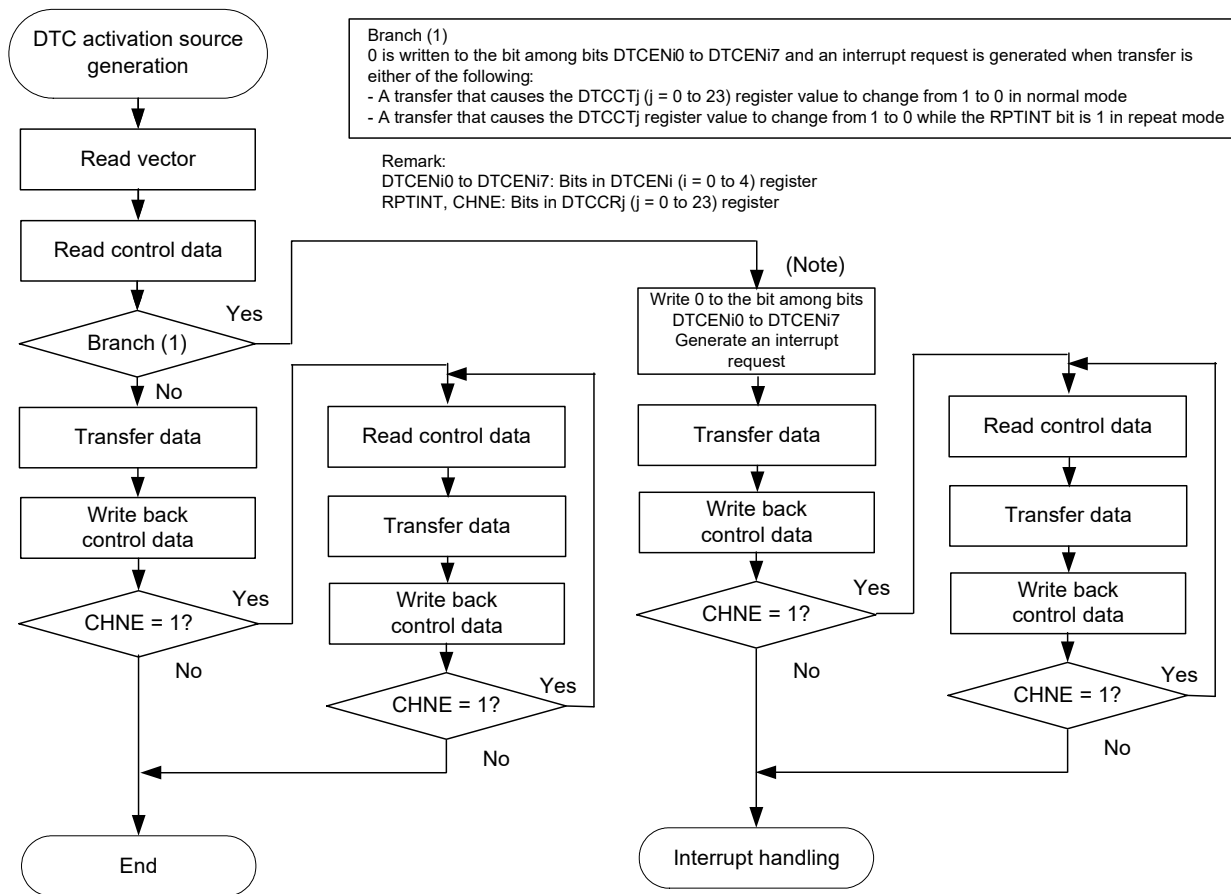 DTC activation source
generation
Branch (1)
0 is written to the bit among bits DTCENi0 to DTCENi7 and an interrupt request is generated when transfer is
either of the following:
- A transfer that causes the DTCCTj (j = 0 to 23) register value to change from 1 to 0 in normal mode
- A transfer that causes the DTCCTj register value to change from 1 to 0 while the RPTINT bit is 1 in repeat mode
Remark:
DTCENi0 to DTCENi7: Bits in DTCENi (i = 0 to 4) register
RPTINT, CHNE: Bits in DTCCRj (j = 0 to 23) register
Read vector
Read control data
Branch (1)
Yes
No
Transfer data
Write back
control data
CHNE = 1?
Yes
No
Read control data
Transfer data
Write back
control data
CHNE = 1?
Yes
No
End
(Note)
Write 0 to the bit among bits
DTCENi0 to DTCENi7
Generate an interrupt
request
Transfer data
Write back
control data
CHNE = 1?
Yes
No
Read control data
Transfer data
Write back
control data
CHNE = 1?
Yes
No
Interrupt handling